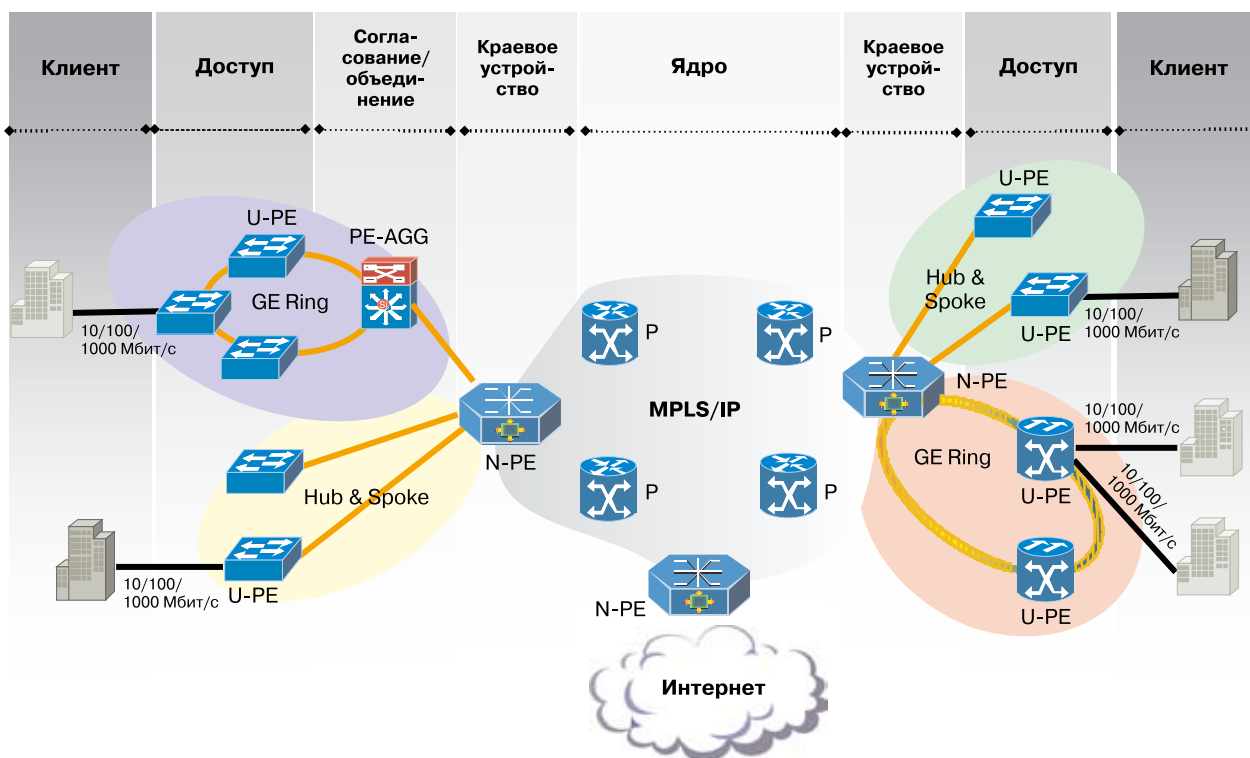 Клиент
Доступ
Согла-
сование/
объеди-
нение
Краевое
устрой-
ство
Ядро
Краевое
устрой-
ство
Доступ
Клиент
U-PE
PE-AGG
GE Ring
SI
10/100/
1000 Мбит/с
Hub & Spoke
U-PE
10/100/
1000 Мбит/с
N-PE
P
P
MPLS/IP
P
P
N-PE
Интернет
U-PE
Hub &
Spoke
U-PE
10/100/
1000 Мбит/с
N-PE
GE Ring
U-PE
10/100/
1000 Мбит/с
10/100/
1000 Мбит/с
U-PE